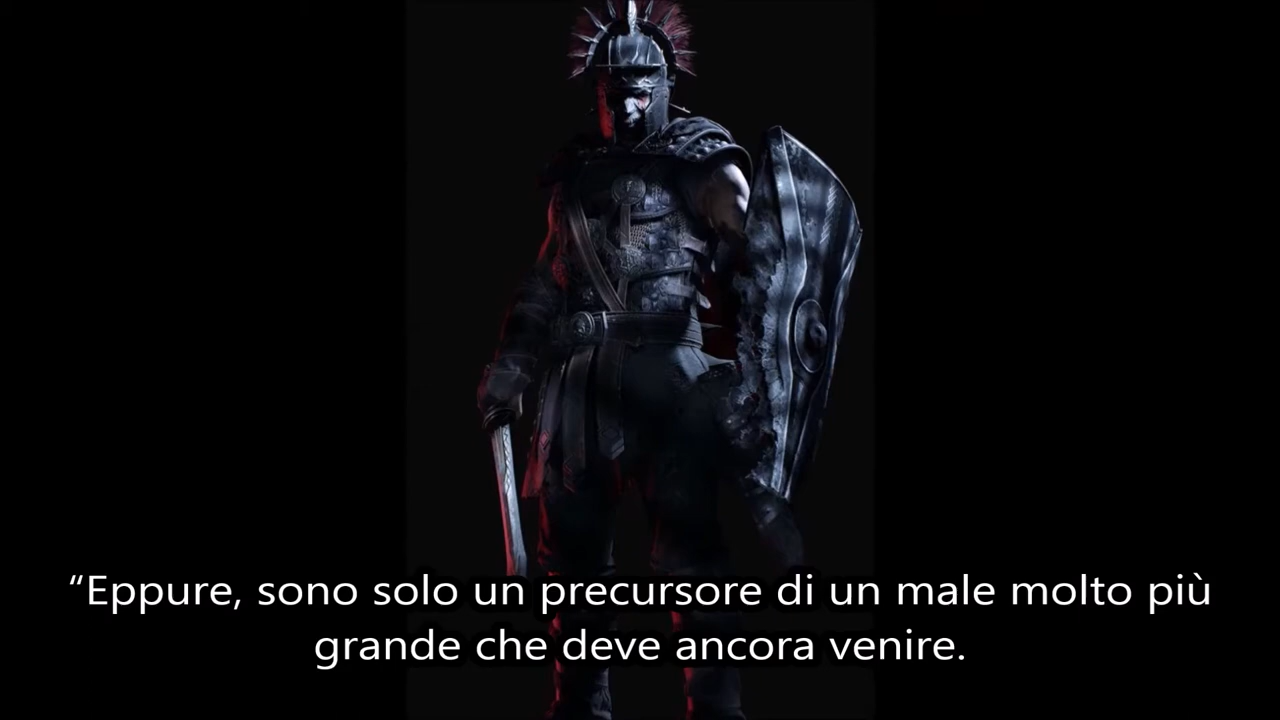 “Eppure, sono solo un precursore di un male molto più
grande che deve ancora venire.